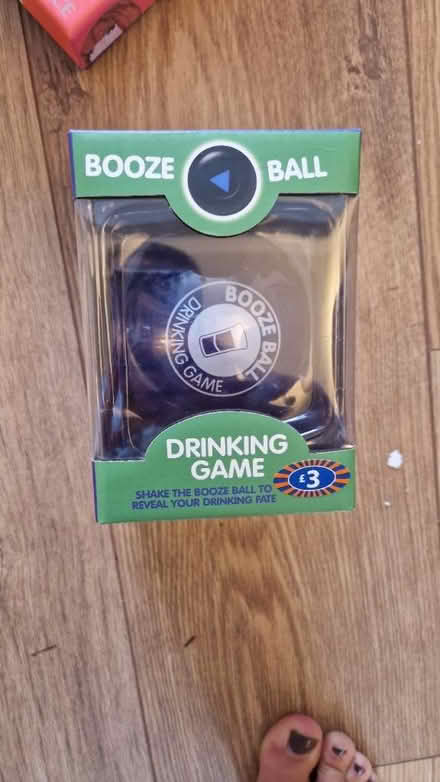 BOOZE BALL
BOOZE BALL
DRINKING GAME
DRINKING
GAME
£3
SHAKE THE BOOZE BALL TO
REVEAL YOUR DRINKING FATE